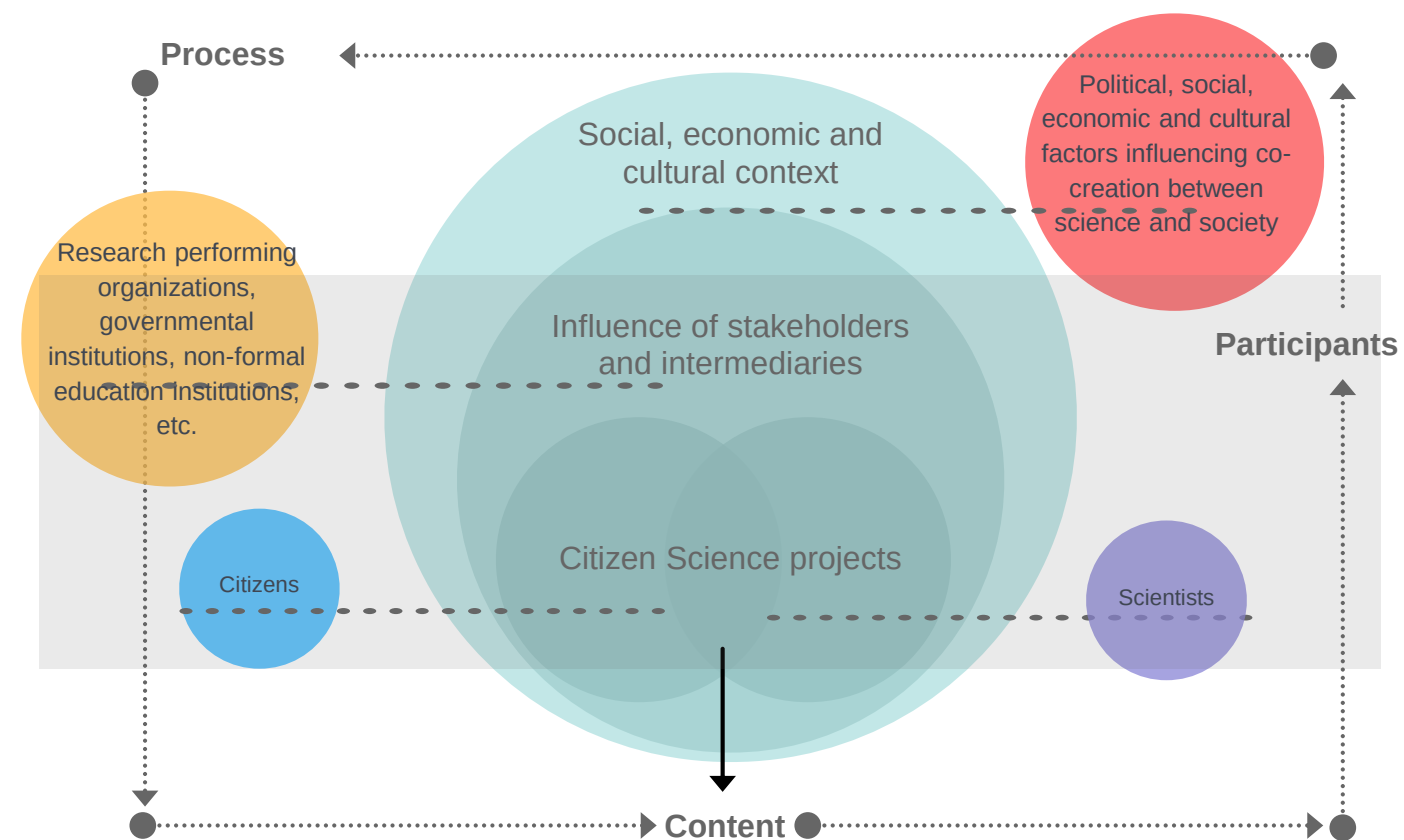 Process
Political, social,
economic and cultural
factors influencing co-
creation between
science and society
Social, economic and
cultural context
Research performing
organizations,
governmental
institutions, non-formal
education institutions,
etc.
Influence of stakeholders
and intermediaries
Participants
Citizen Science projects
Citizens
Scientists
Content